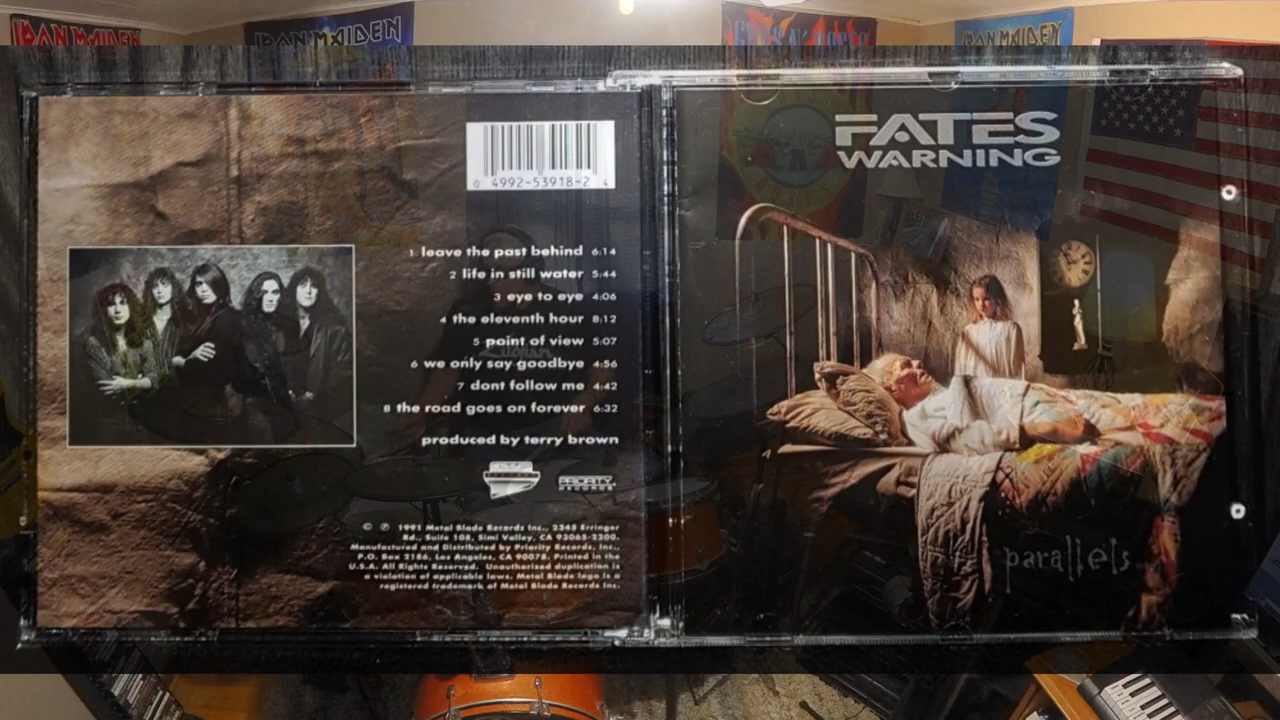 IRON MAIDEN
IRON MAIDEN
IRON MAIDEN
0 4992-53918-2 4
1 leave the past behind 6:14
2 life in still water 5:44
3 eye to eye 4:06
4 the eleventh hour 8:12
5 point of view 5:07
6 we only say goodbye 4:56
7 dont follow me 4:42
8 the road goes on forever 6:32
produced by terry brown
PRIORITY
RECORDS
© ℗ 1991 Metal Blade Records Inc., 2345 Erringer
Rd., Suite 108, Simi Valley, CA 93065-2200.
Manufactured and Distributed by Priority Records, Inc.,
P.O. Box 2186, Los Angeles, CA 90078. Printed in the
U.S.A. All Rights Reserved. Unauthorized duplication is
a violation of applicable laws. Metal Blade logo is a
registered trademark of Metal Blade Records Inc.
FATES
WARNING
parallels